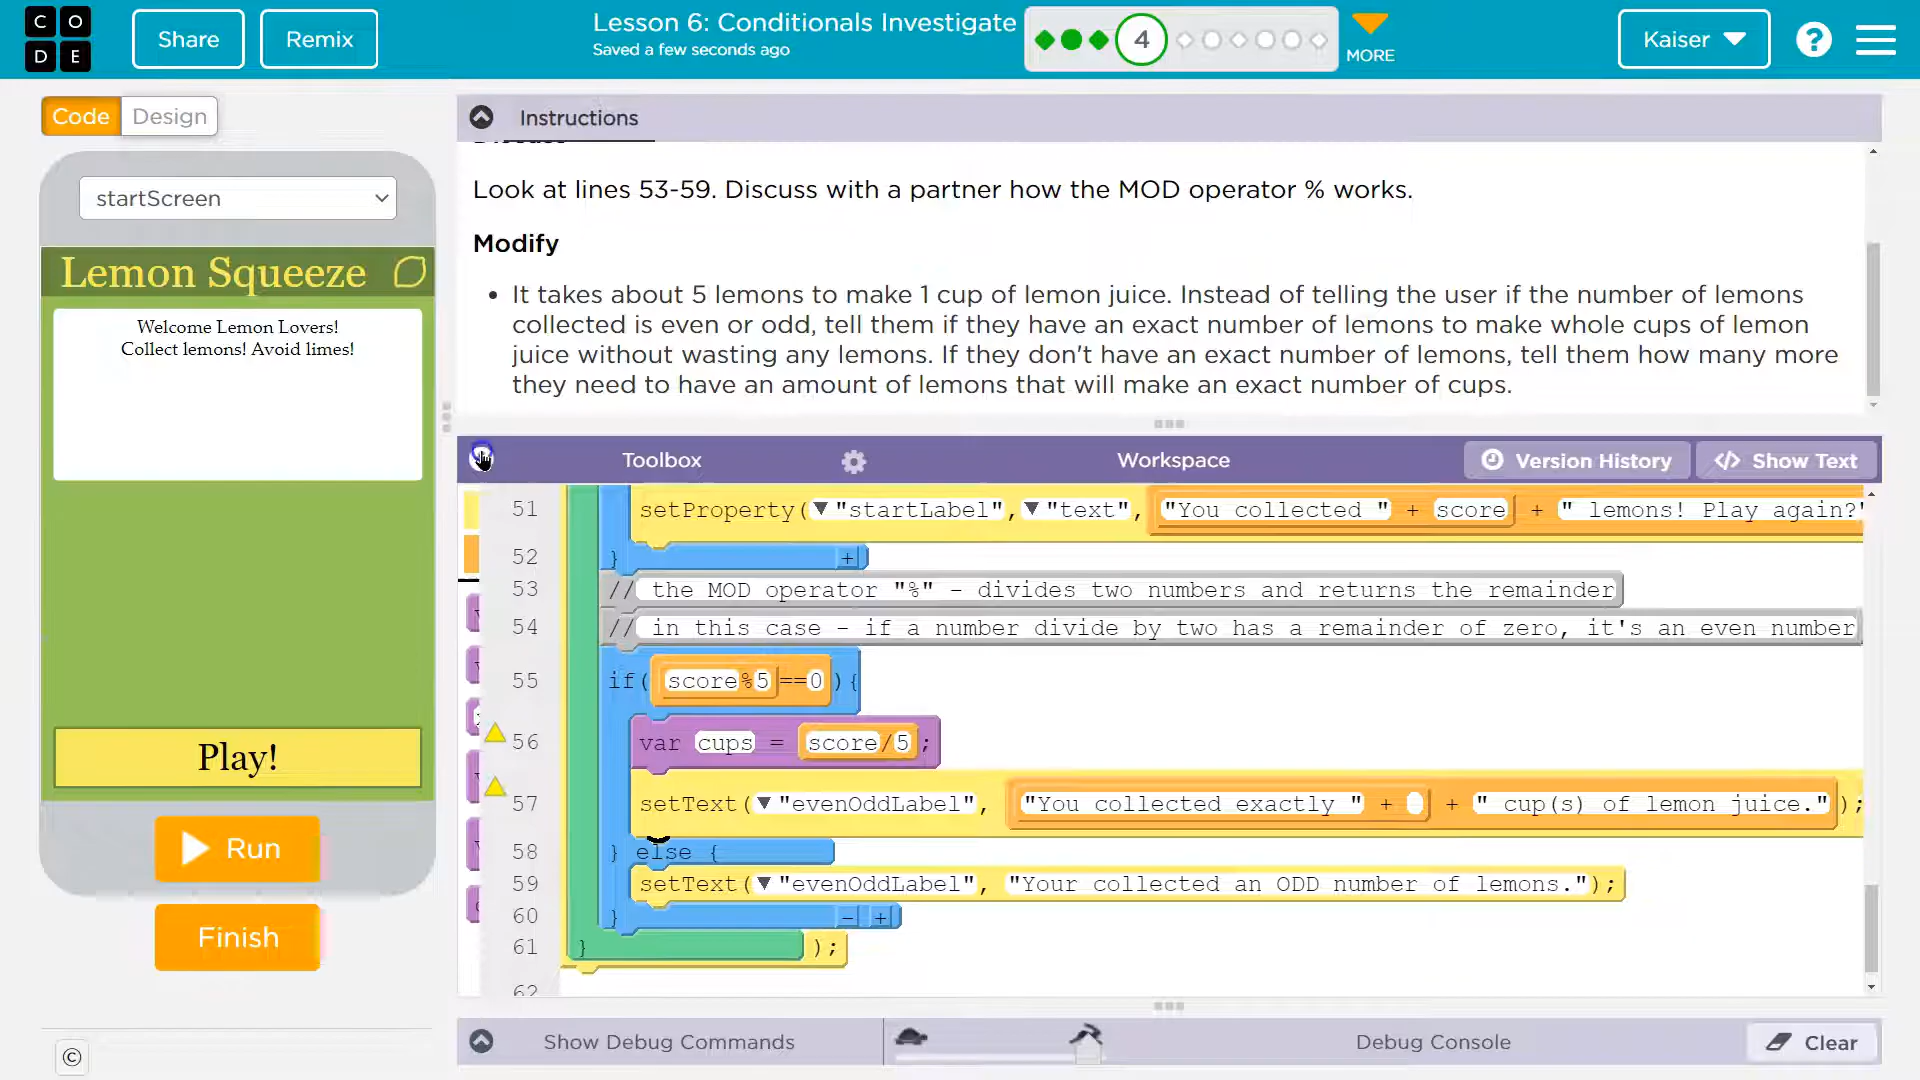 CODE
Share
Remix
Lesson 6: Conditionals Investigate
Saved a few seconds ago
4
MORE
Kaiser
?
Code
Design
Instructions
startScreen
Look at lines 53-59. Discuss with a partner how the MOD operator % works.
Modify
It takes about 5 lemons to make 1 cup of lemon juice. Instead of telling the user if the number of lemons
collected is even or odd, tell them if they have an exact number of lemons to make whole cups of lemon
juice without wasting any lemons. If they don't have an exact number of lemons, tell them how many more
they need to have an amount of lemons that will make an exact number of cups.
Lemon Squeeze
Welcome Lemon Lovers!
Collect lemons! Avoid limes!
Play!
Run
Finish
©
Toolbox
Workspace
Version History
</> Show Text
51 setProperty(▼"startLabel",▼"text", "You collected " + score + " lemons! Play again?"
52 } +
53 // the MOD operator "%" - divides two numbers and returns the remainder
54 // in this case - if a number divide by two has a remainder of zero, it's an even number
55 if( score%5==0 ){
56 var cups = score/5;
57 setText(▼"evenOddLabel", "You collected exactly " + + " cup(s) of lemon juice.");
58 } else {
59 setText(▼"evenOddLabel", "Your collected an ODD number of lemons.");
60 } - +
61 } );
62
Show Debug Commands
Debug Console
Clear